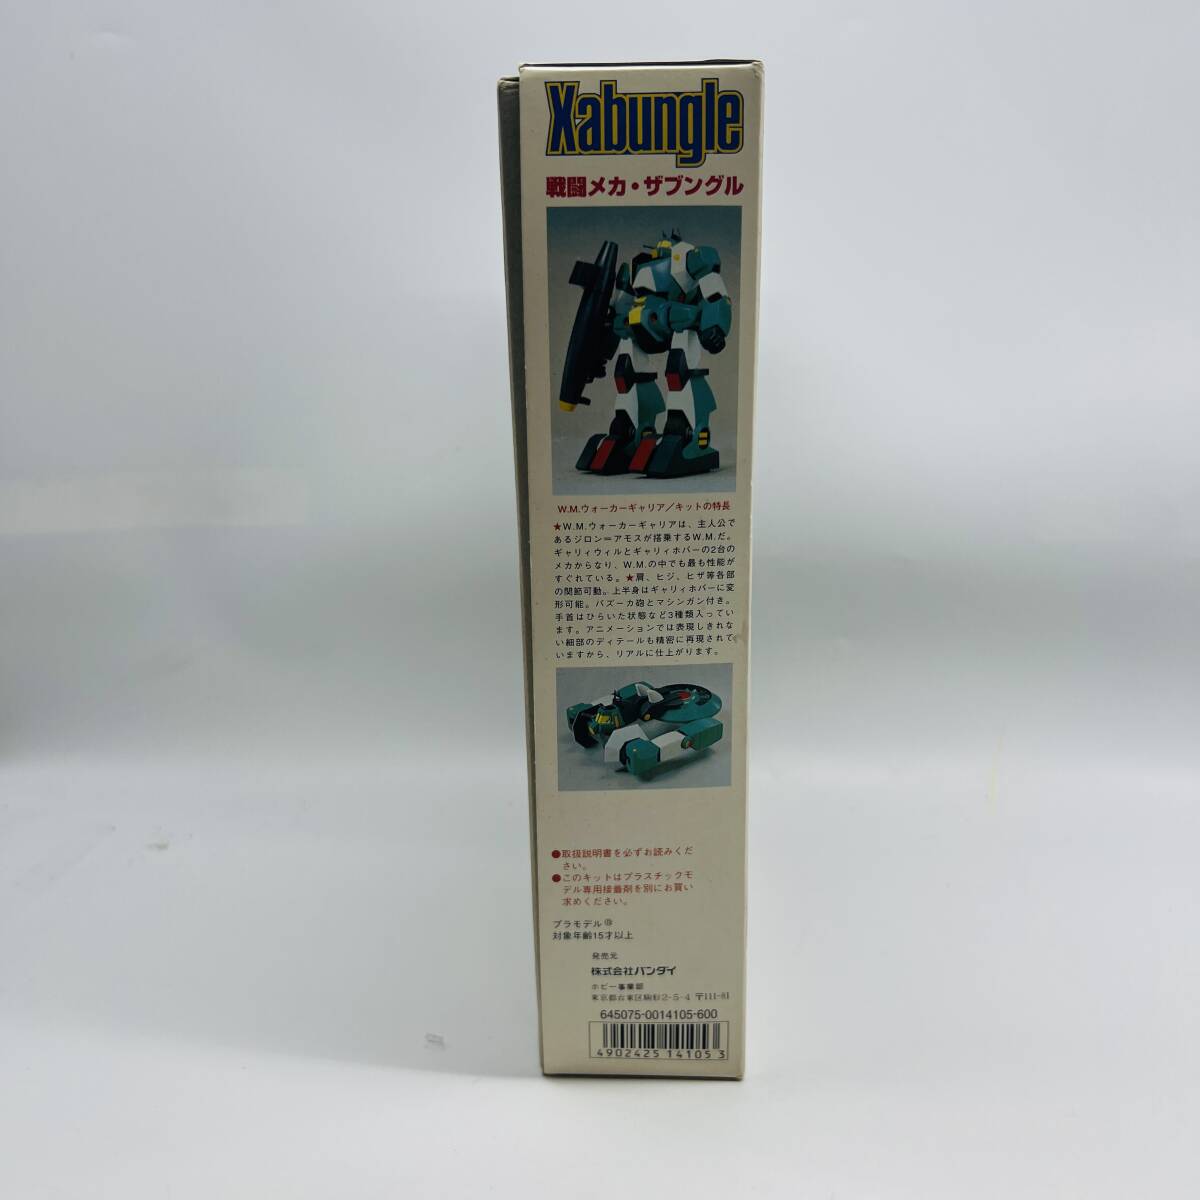 Xabungle
戦闘メカ・ザブングル
W.M.ウォーカーギャリア／キットの特長
★W.M.ウォーカーギャリアは、主人公で
あるジロン＝アモスが搭乗するW.M.だ。
ギャリィウィルとギャリィホバーの2台の
メカからなり、W.M.の中でも最も性能が
すぐれている。★肩、ヒジ、ヒザ等各部
の関節可動。上半身はギャリィホバーに変
形可能。バズーカ砲とマシンガン付き。
手首はひらいた状態など3種類入ってい
ます。アニメーションでは表現しきれな
い細部のディテールも精密に再現されて
いますから、リアルに仕上がります。
●取扱説明書を必ずお読みくだ
さい。
●このキットはプラスチックモ
デル専用接着剤を別にお買い
求めください。
プラモデル
対象年齢15才以上
発売元
株式会社バンダイ
ホビー事業部
東京都台東区駒形2-5-4 〒111-81
645075-0014105-600
4902425 14105 3